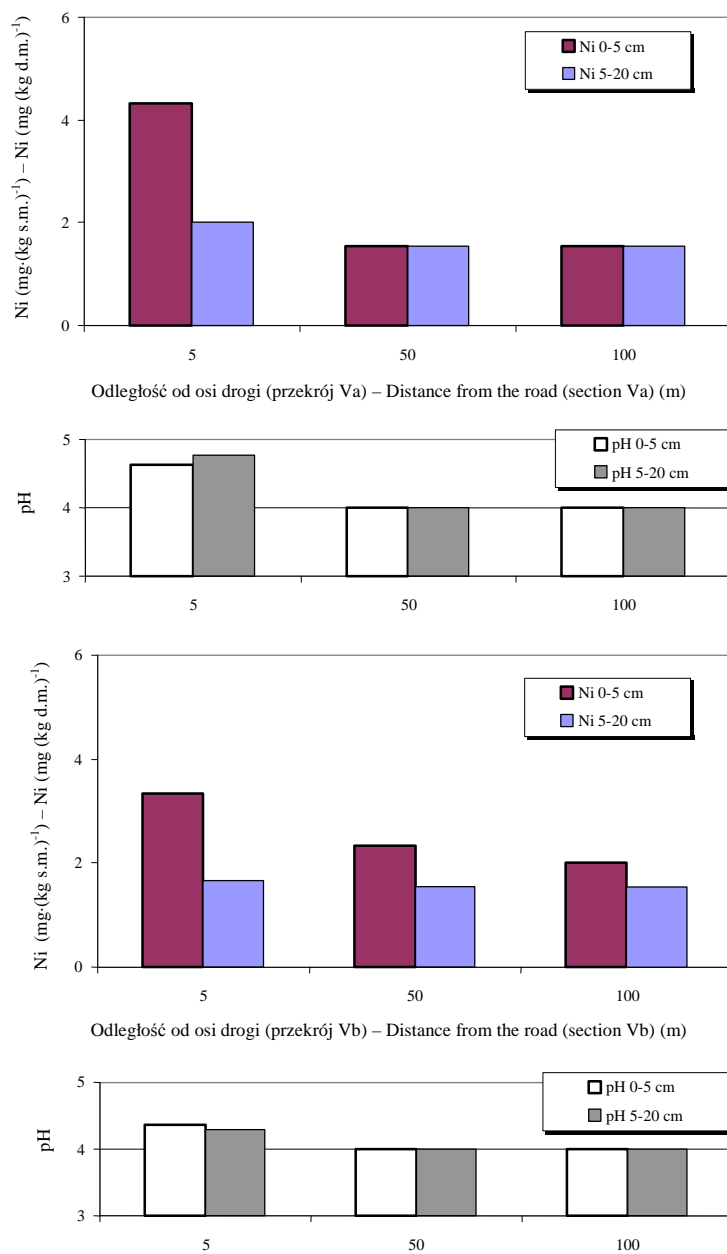 6
4
2
0
Ni (mg·(kg s.m.)-1) – Ni (mg (kg d.m.)-1)
Ni 0-5 cm
Ni 5-20 cm
5 50 100
Odległość od osi drogi (przekrój Va) – Distance from the road (section Va) (m)
5
4
3
pH
pH 0-5 cm
pH 5-20 cm
5 50 100
6
4
2
0
Ni (mg·(kg s.m.)-1) – Ni (mg (kg d.m.)-1)
Ni 0-5 cm
Ni 5-20 cm
5 50 100
Odległość od osi drogi (przekrój Vb) – Distance from the road (section Vb) (m)
5
4
3
pH
pH 0-5 cm
pH 5-20 cm
5 50 100